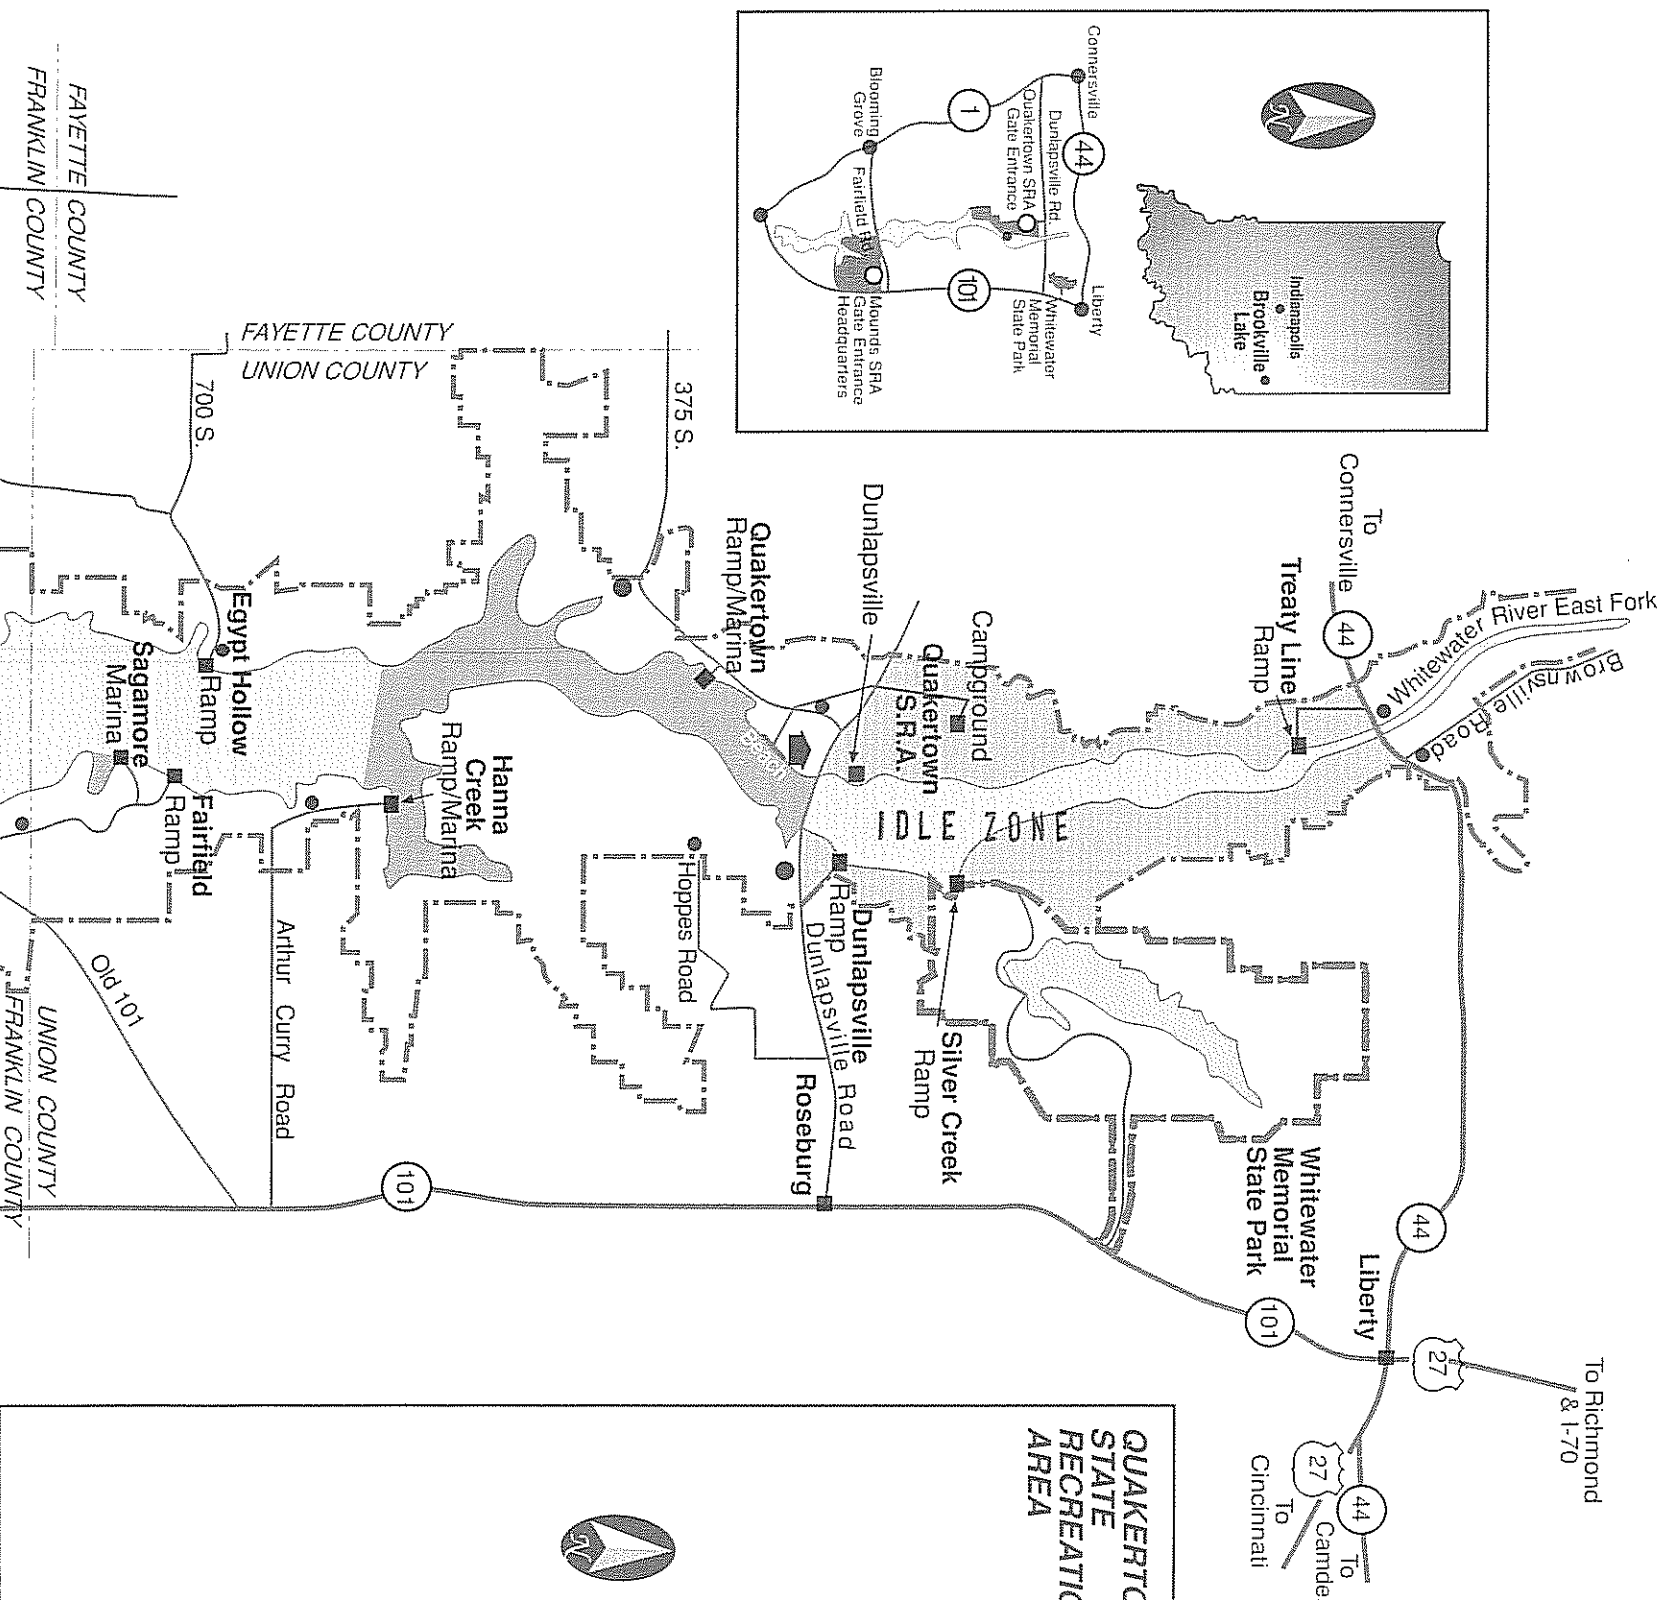 N
Indianapolis
Brookville
Lake
Connersville
44
Liberty
Dunlapsville Rd.
Quakertown SRA
Gate Entrance
Whitewater
Memorial
State Park
1
101
Blooming
Grove
Fairfield Rd.
Mounds SRA
Gate Entrance
Headquarters
Whitewater River East Fork
Brownsville Road
To Richmond
& I-70
To
Connersville
44
44
27
Liberty
27
44
To
Camde
To
Cincinnati
Treaty Line
Ramp
101
Whitewater
Memorial
State Park
Campground
Quakertown
S.R.A.
IDLE ZONE
Silver Creek
Ramp
Dunlapsville
Dunlapsville
Ramp
Dunlapsville Road
Roseburg
Quakertown
Ramp/Marina
Beach
375 S.
Hoppes Road
Hanna
Creek
Ramp/Marina
101
FAYETTE COUNTY
UNION COUNTY
700 S.
Egypt Hollow
Ramp
Fairfield
Ramp
Arthur Curry Road
Sagamore
Marina
Old 101
FAYETTE COUNTY
FRANKLIN COUNTY
UNION COUNTY
FRANKLIN COUNTY
QUAKERTO
STATE
RECREATIO
AREA
N